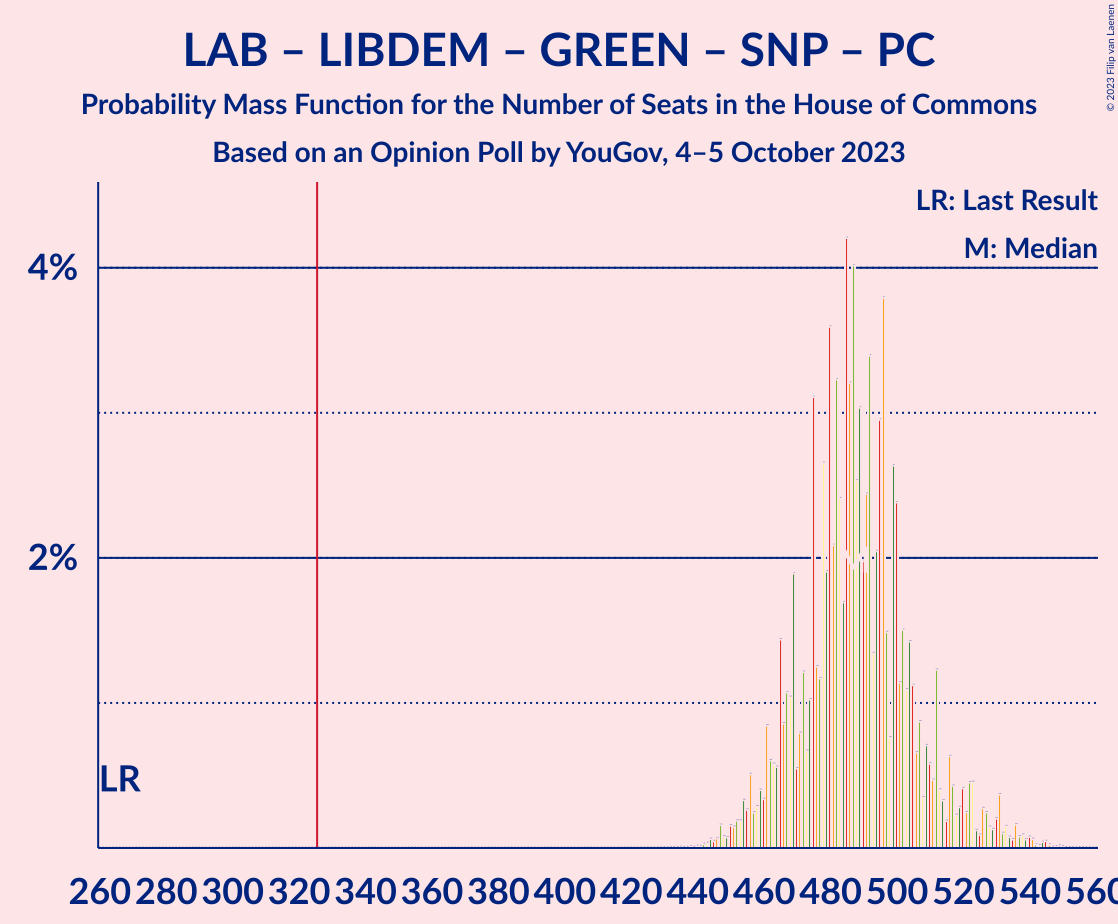 LAB – LIBDEM – GREEN – SNP – PC
Probability Mass Function for the Number of Seats in the House of Commons
Based on an Opinion Poll by YouGov, 4–5 October 2023
© 2023 Filip van Laenen
LR: Last Result
M: Median
4%
2%
LR
260 280 300 320 340 360 380 400 420 440 460 480 500 520 540 560